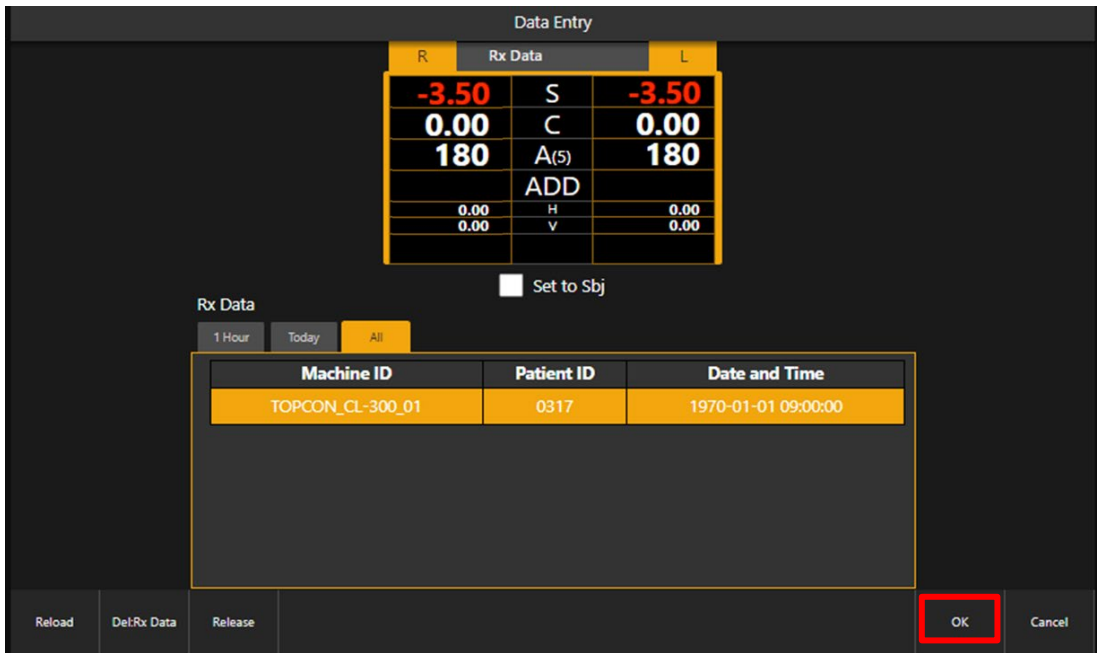 Data Entry
R Rx Data L
-3.50 S -3.50
0.00 C 0.00
180 A(5) 180
ADD
0.00 H 0.00
0.00 V 0.00
Set to Sbj
Rx Data
1 Hour Today All
Machine ID Patient ID Date and Time
TOPCON_CL-300_01 0317 1970-01-01 09:00:00
Reload Del:Rx Data Release OK Cancel